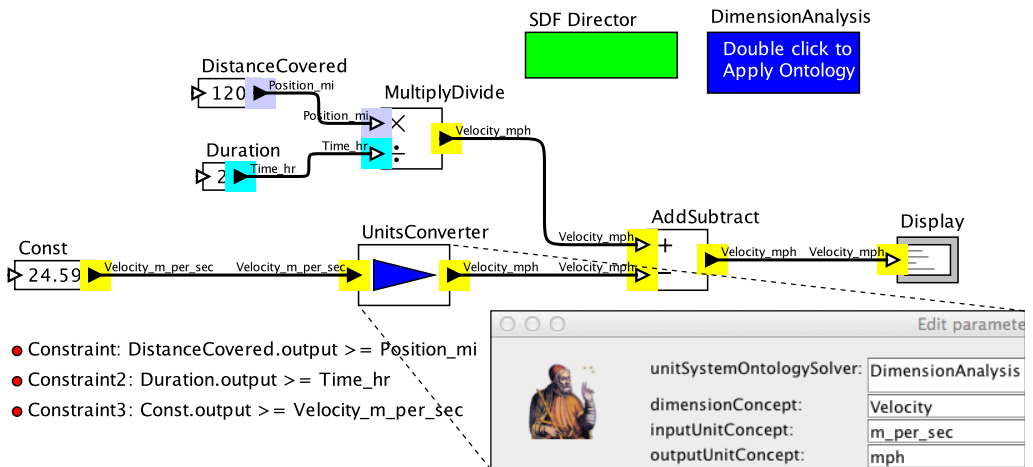 SDF Director
DimensionAnalysis
Double click to
Apply Ontology
DistanceCovered
120
Position_mi
MultiplyDivide
Position_mi
×
Velocity_mph
Duration
2
Time_hr
Time_hr
÷
Const
24.59
Velocity_m_per_sec
Velocity_m_per_sec
UnitsConverter
Velocity_mph
Velocity_mph
Velocity_mph
AddSubtract
+
−
Velocity_mph
Velocity_mph
Display
Constraint: DistanceCovered.output >= Position_mi
Constraint2: Duration.output >= Time_hr
Constraint3: Const.output >= Velocity_m_per_sec
Edit paramete
unitSystemOntologySolver: DimensionAnalysis
dimensionConcept: Velocity
inputUnitConcept: m_per_sec
outputUnitConcept: mph